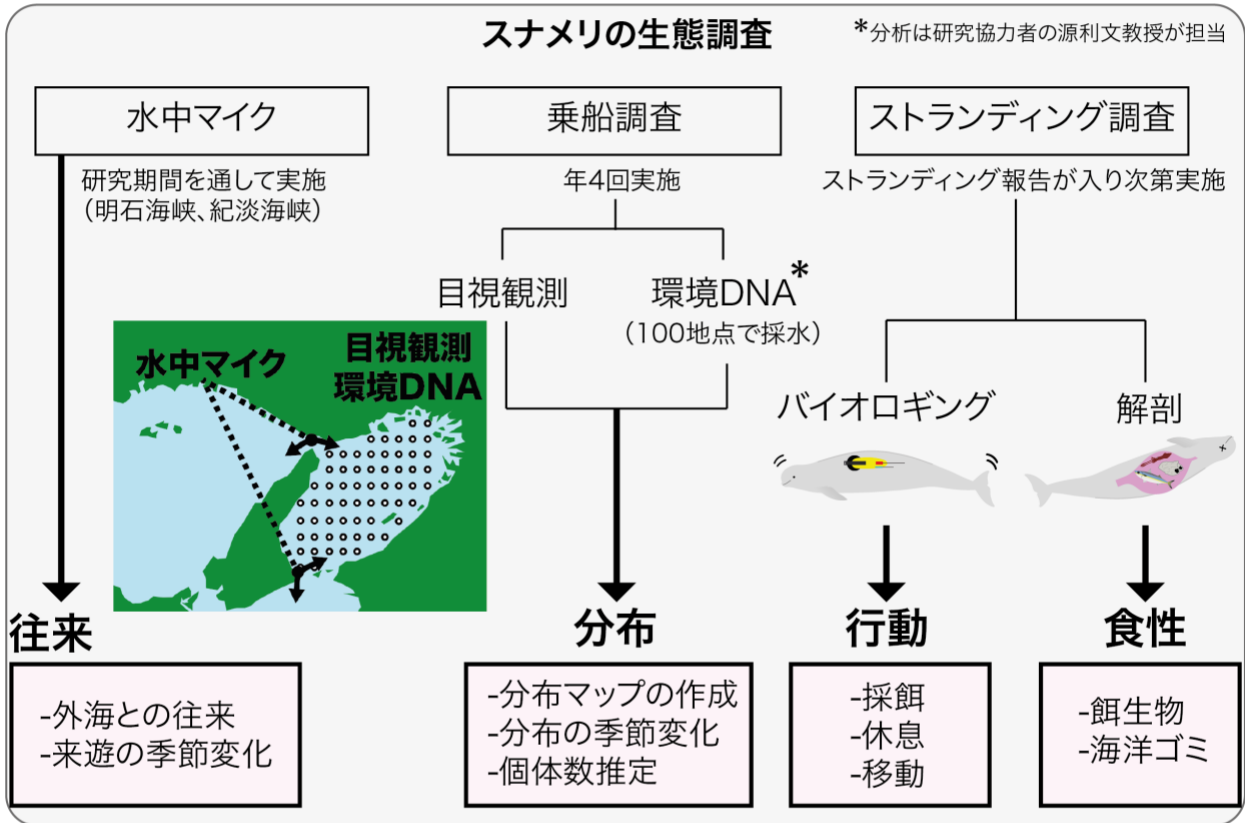 スナメリの生態調査
*分析は研究協力者の源利文教授が担当
水中マイク
研究期間を通して実施
（明石海峡、紀淡海峡）
乗船調査
年4回実施
目視観測
環境DNA*
（100地点で採水）
ストランディング調査
ストランディング報告が入り次第実施
バイオロギング
解剖
水中マイク
目視観測
環境DNA
往来
-外海との往来
-来遊の季節変化
分布
-分布マップの作成
-分布の季節変化
-個体数推定
行動
-採餌
-休息
-移動
食性
-餌生物
-海洋ゴミ